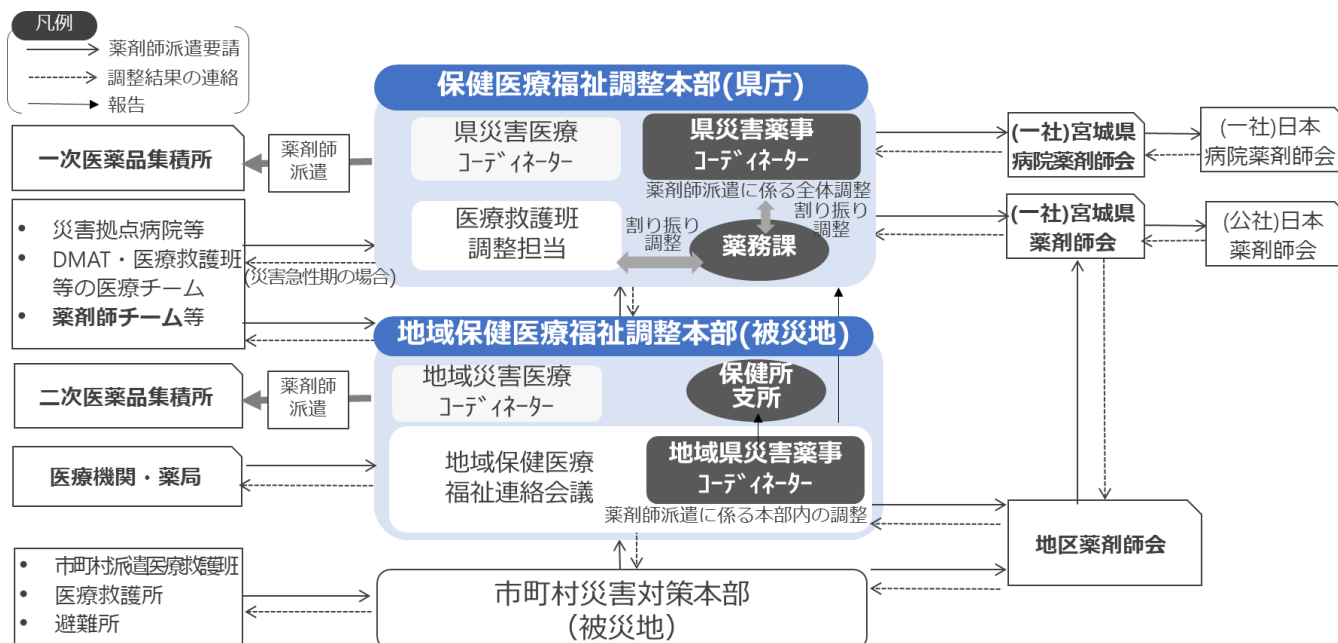 凡例
薬剤師派遣要請
調整結果の連絡
報告
保健医療福祉調整本部(県庁)
県災害医療
ｺｰﾃﾞｨﾈｰﾀｰ
県災害薬事
ｺｰﾃﾞｨﾈｰﾀｰ
薬剤師派遣に係る全体調整
医療救護班
調整担当
割り振り
調整
割り振り
調整
薬務課
一次医薬品集積所
薬剤師
派遣
• 災害拠点病院等
• DMAT・医療救護班
等の医療チーム
• 薬剤師チーム等
(災害急性期の場合)
(一社)宮城県
病院薬剤師会
(一社)日本
病院薬剤師会
(一社)宮城県
薬剤師会
(公社)日本
薬剤師会
地域保健医療福祉調整本部(被災地)
地域災害医療
ｺｰﾃﾞｨﾈｰﾀｰ
保健所
支所
二次医薬品集積所
薬剤師
派遣
地域保健医療
福祉連絡会議
地域県災害薬事
ｺｰﾃﾞｨﾈｰﾀｰ
薬剤師派遣に係る本部内の調整
医療機関・薬局
地区薬剤師会
• 市町村派遣医療救護班
• 医療救護所
• 避難所
市町村災害対策本部
(被災地)